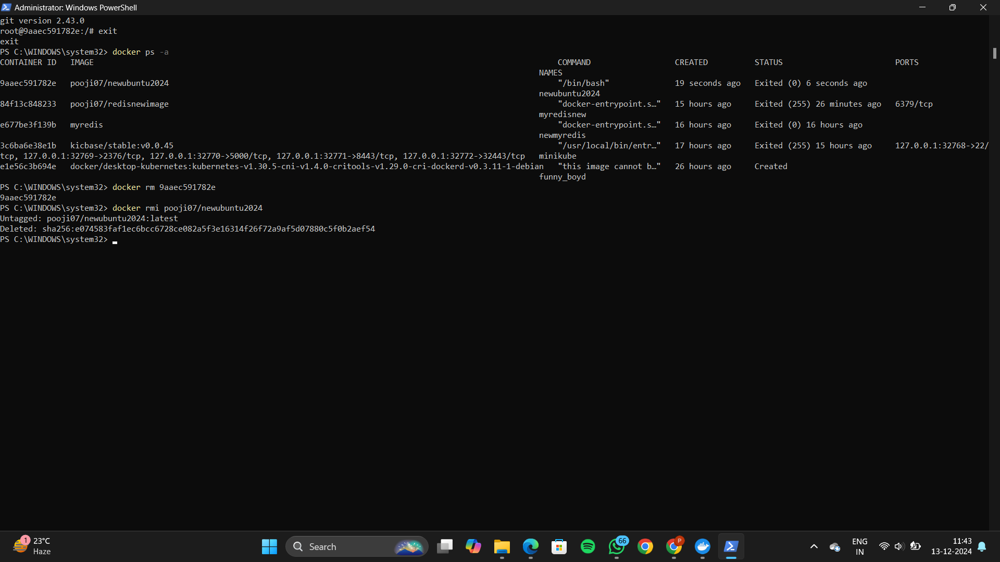 Administrator: Windows PowerShell
git version 2.43.0
root@9aaec591782e:/# exit
exit
PS C:\WINDOWS\system32> docker ps -a
CONTAINER ID   IMAGE   COMMAND   CREATED   STATUS   PORTS
NAMES
9aaec591782e   pooji07/newubuntu2024   "/bin/bash"   19 seconds ago   Exited (0) 6 seconds ago
newubuntu2024
84f13c848233   pooji07/redisnewimage   "docker-entrypoint.s…"   15 hours ago   Exited (255) 26 minutes ago   6379/tcp
myredisnew
e677be3f139b   myredis   "docker-entrypoint.s…"   16 hours ago   Exited (0) 16 hours ago
newmyredis
3c6ba6e38e1b   kicbase/stable:v0.0.45   "/usr/local/bin/entr…"   17 hours ago   Exited (255) 15 hours ago   127.0.0.1:32768->22/
tcp, 127.0.0.1:32769->2376/tcp, 127.0.0.1:32770->5000/tcp, 127.0.0.1:32771->8443/tcp, 127.0.0.1:32772->32443/tcp   minikube
e1e56c3b694e   docker/desktop-kubernetes:kubernetes-v1.30.5-cni-v1.4.0-critools-v1.29.0-cri-dockerd-v0.3.11-1-debian   "this image cannot b…"   26 hours ago   Created
funny_boyd
PS C:\WINDOWS\system32> docker rm 9aaec591782e
9aaec591782e
PS C:\WINDOWS\system32> docker rmi pooji07/newubuntu2024
Untagged: pooji07/newubuntu2024:latest
Deleted: sha256:e074583faf1ec6bcc6728ce082a5f3e16314f26f72a9af5d07880c5f0b2aef54
PS C:\WINDOWS\system32>
1
23°C
Haze
Search
66
P
ENG
IN
11:43
13-12-2024